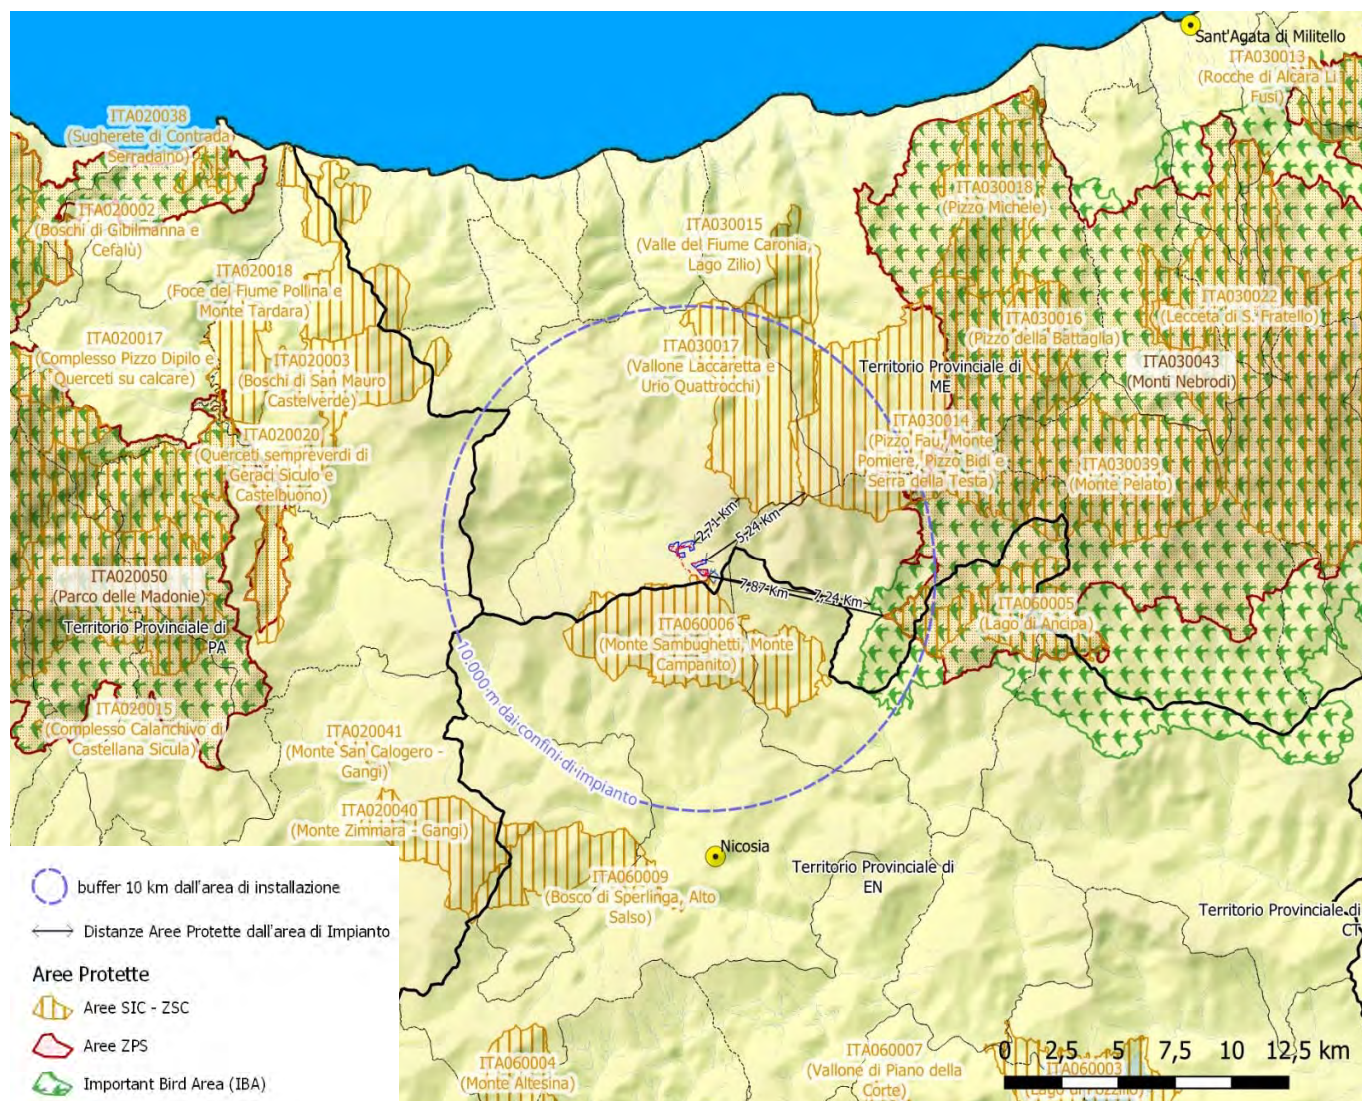 Sant'Agata di Militello
ITA030013
(Rocche di Alcara Li
Fusi)
ITA020038
(Sugherete di Contrada
Serradaino)
ITA020002
(Boschi di Gibilmanna e
Cefalù)
ITA030018
(Pizzo Michele)
ITA030015
(Valle del Fiume Caronia,
Lago Zilio)
ITA020018
(Foce del Fiume Pollina e
Monte Tardara)
ITA030022
(Lecceta di S. Fratello)
ITA030016
(Pizzo della Battaglia)
ITA020017
(Complesso Pizzo Dipilo e
Querceti su calcare)
ITA020003
(Boschi di San Mauro
Castelverde)
ITA030017
(Vallone Laccaretta e
Urio Quattrocchi)
Territorio Provinciale di
ME
ITA030043
(Monti Nebrodi)
ITA020020
(Querceti sempreverdi di
Geraci Siculo e
Castelbuono)
ITA030014
(Pizzo Fau, Monte
Pomiere, Pizzo Bidi e
Serra della Testa)
ITA030039
(Monte Pelato)
2,71 Km
5,24 Km
7,87 Km
7,24 Km
ITA020050
(Parco delle Madonie)
Territorio Provinciale di
PA
ITA060006
(Monte Sambughetti, Monte
Campanito)
ITA060005
(Lago di Ancipa)
10.000 m dai confini di impianto
ITA020015
(Complesso Calanchivo di
Castellana Sicula)
ITA020041
(Monte San Calogero -
Gangi)
ITA020040
(Monte Zimmara - Gangi)
Nicosia
ITA060009
(Bosco di Sperlinga, Alto
Salso)
Territorio Provinciale di
EN
Territorio Provinciale di
CT
ITA060004
(Monte Altesina)
ITA060007
(Vallone di Piano della
Corte)
ITA060003
(Lago di Pozzillo)
0 2,5 5 7,5 10 12,5 km
buffer 10 km dall'area di installazione
Distanze Aree Protette dall'area di Impianto
Aree Protette
Aree SIC - ZSC
Aree ZPS
Important Bird Area (IBA)